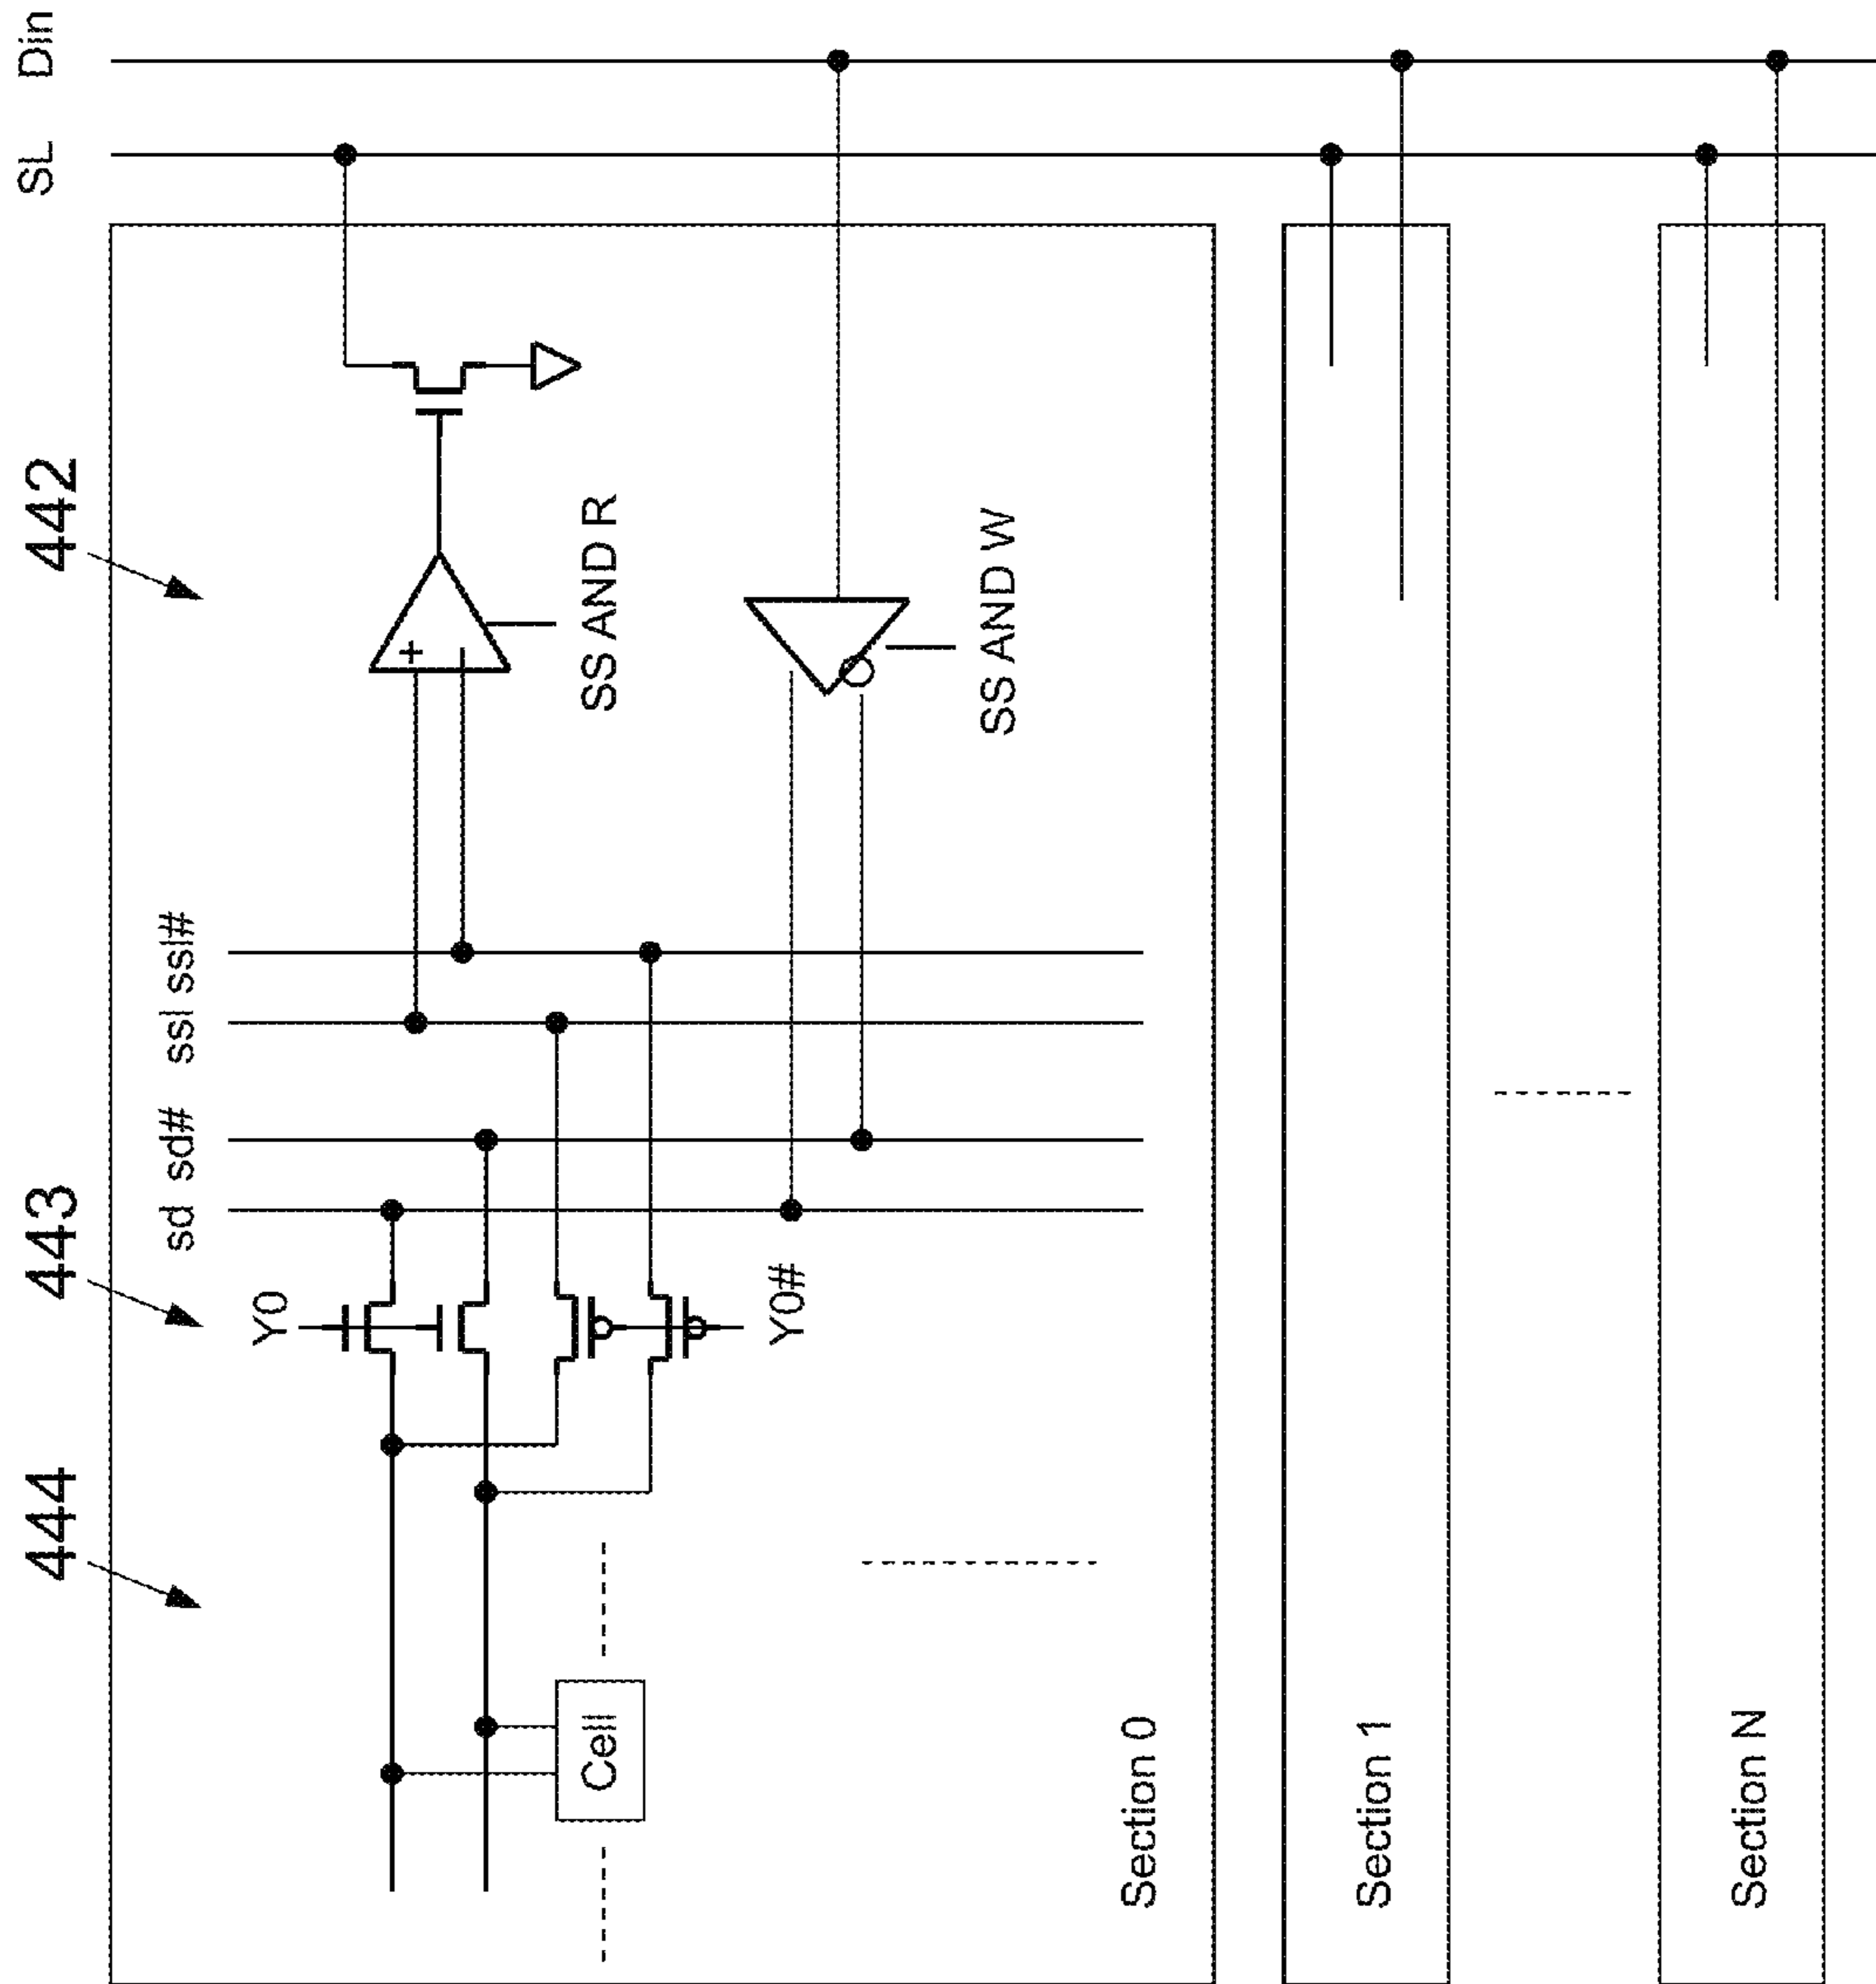 444
443
442
SL
Din
sd sd# ssl ssl#
Y0
+
SS AND R
Cell
Y0#
SS AND W
Section 0
Section 1
Section N